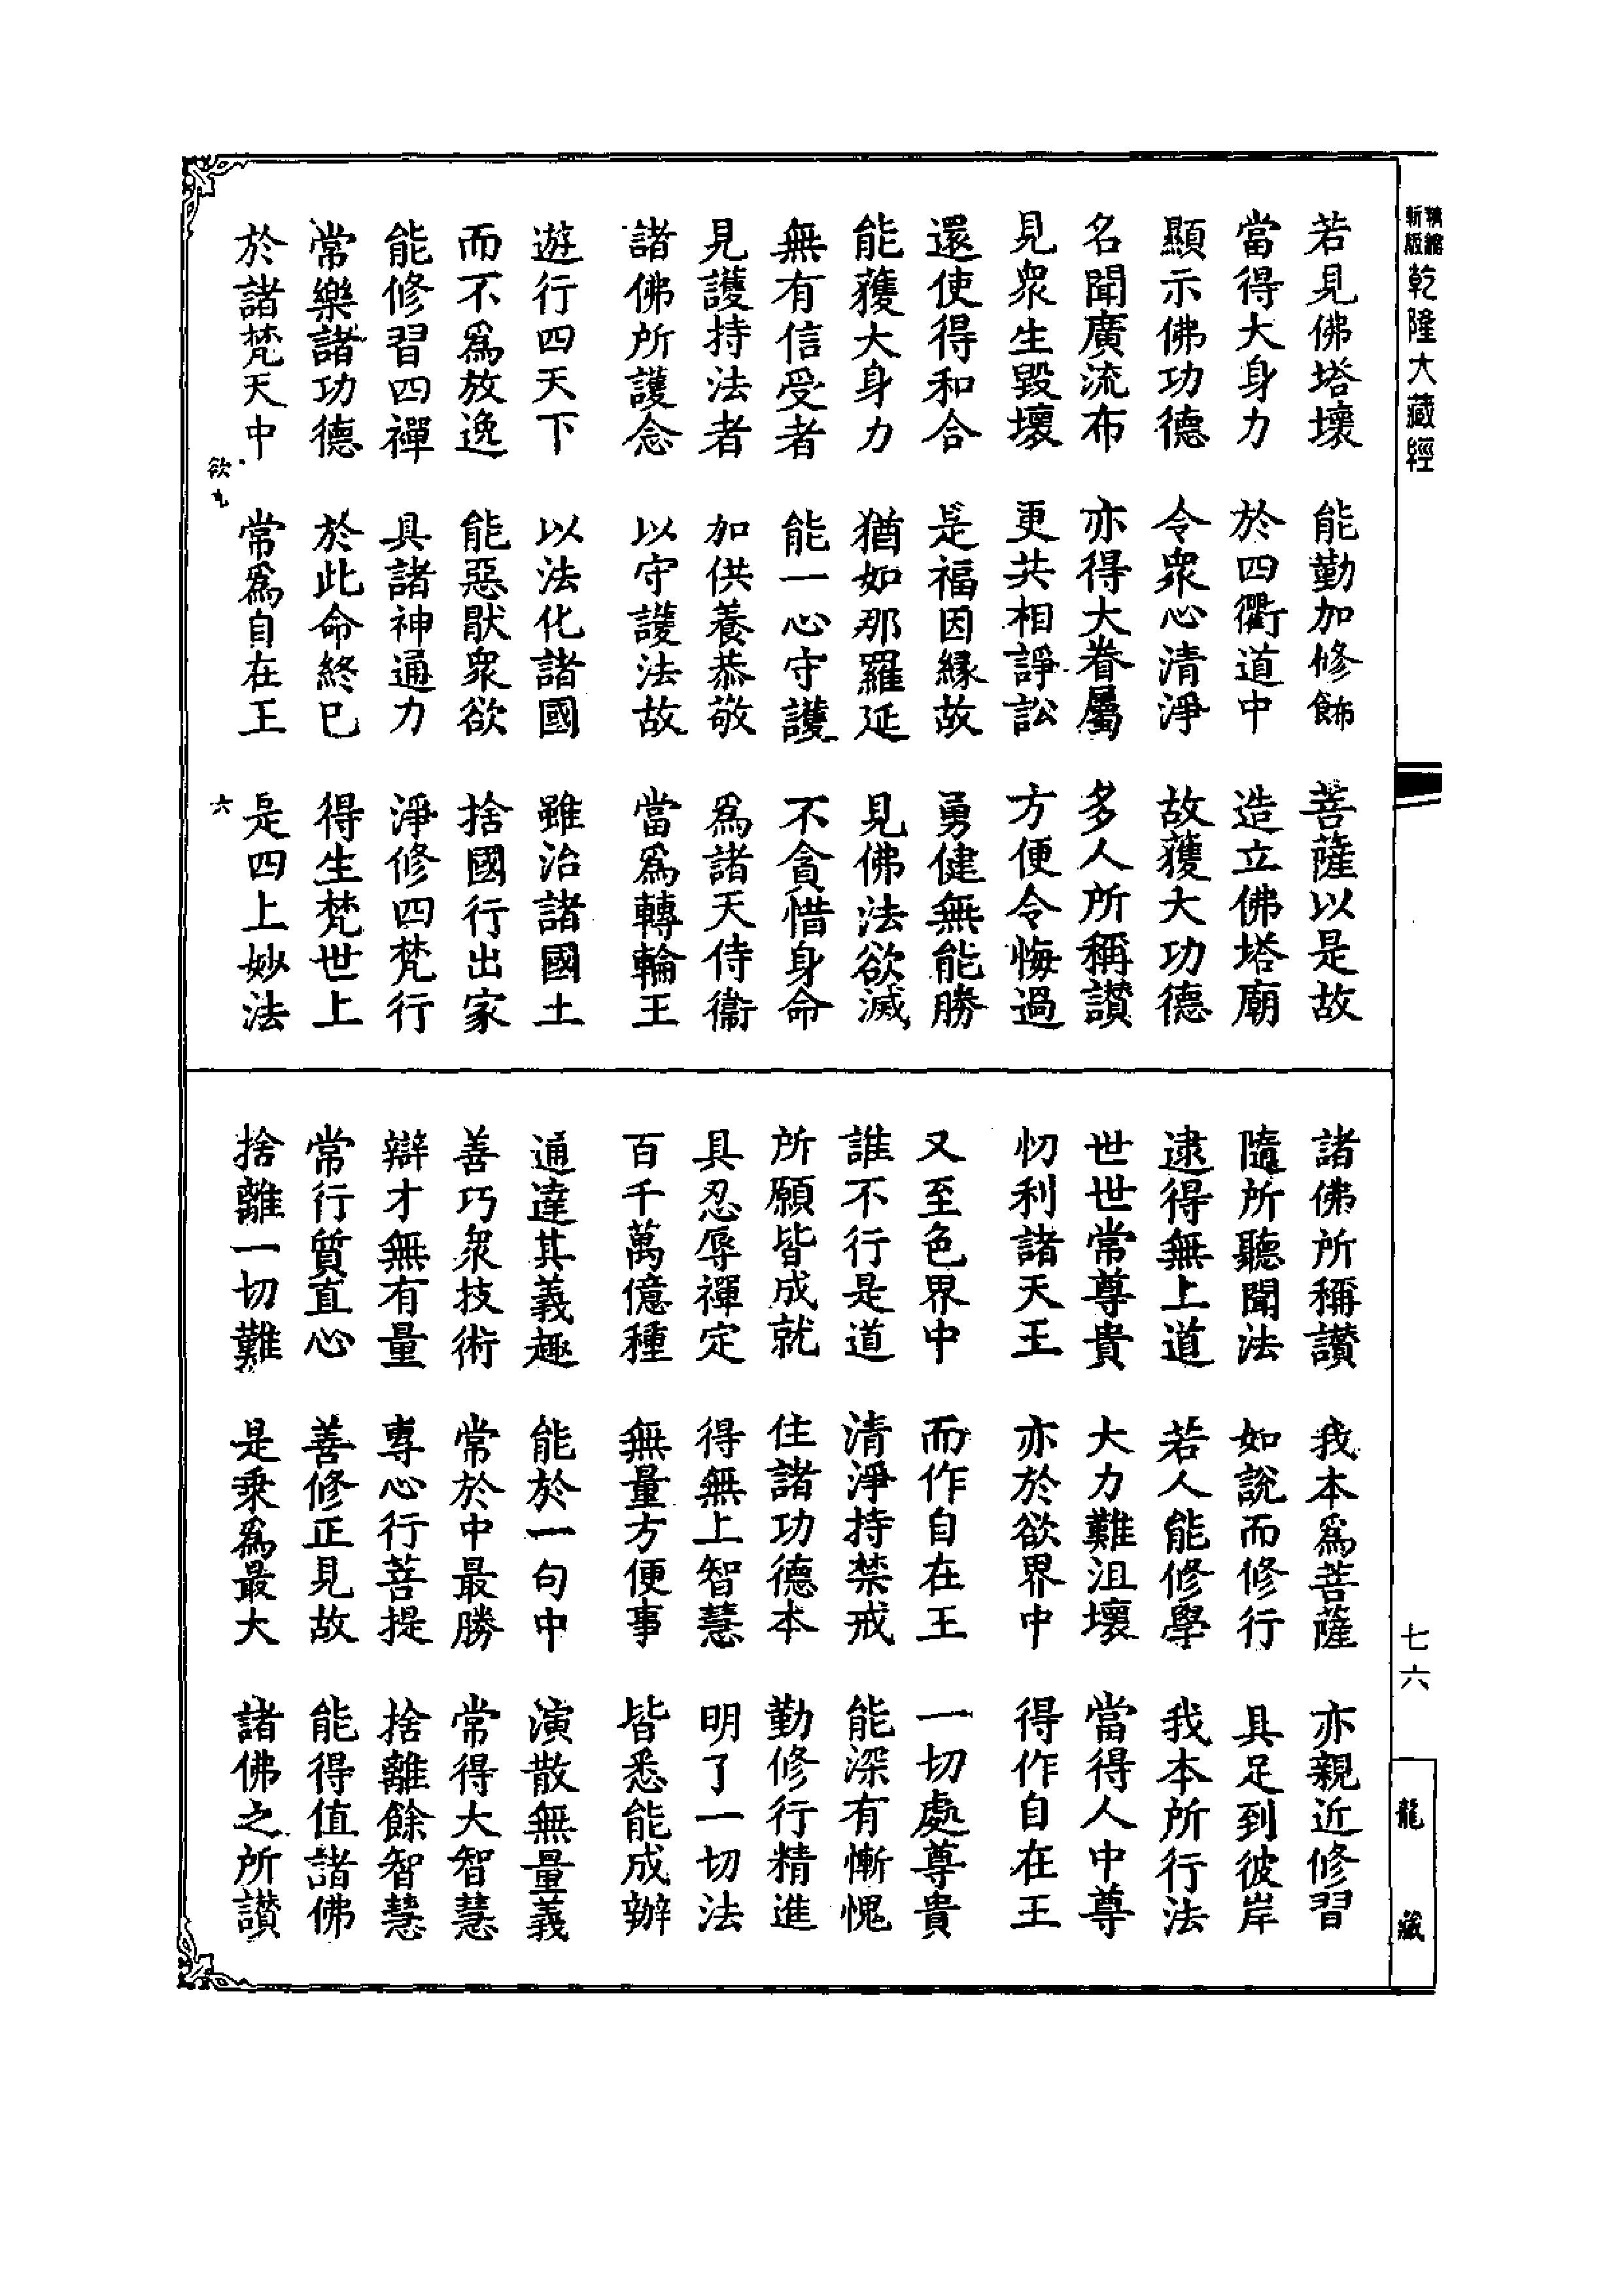 新版 精縮 乾隆大藏經
七六
龍藏
若見佛塔壞 能勤加修飾 菩薩以是故
當得大身力 於四衢道中 造立佛塔廟
顯示佛功德 令衆心清淨 故獲大功德
名聞廣流布 亦得大眷屬 多人所稱讃
見衆生毀壞 更共相諍訟 方便令悔過
還使得和合 是福因緣故 勇健無能勝
能獲大身力 猶如那羅延 見佛法欲滅
無有信受者 能一心守護 不貪惜身命
見護持法者 加供養恭敬 爲諸天侍衞
諸佛所護念 以守護法故 當爲轉輪王
遊行四天下 以法化諸國 雖治諸國土
而不爲放逸 能惡猒衆欲 捨國行出家
能修習四禪 具諸神通力 淨修四梵行
常樂諸功德 於此命終已 得生梵世上
於諸梵天中 常爲自在王 是四上妙法
欲九 六
諸佛所稱讃 我本爲菩薩 亦親近修習
隨所聽聞法 如說而修行 具足到彼岸
逮得無上道 若人能修學 我本所行法
世世常尊貴 大力難沮壞 當得人中尊
忉利諸天王 亦於欲界中 得作自在王
又至色界中 而作自在王 一切處尊貴
誰不行是道 清淨持禁戒 能深有慚愧
所願皆成就 住諸功德本 勤修行精進
具忍辱禪定 得無上智慧 明了一切法
百千萬億種 無量方便事 皆悉能成辦
通達其義趣 能於一句中 演散無量義
善巧衆技術 常於中最勝 常得大智慧
辯才無有量 專心行菩提 捨離餘智慧
常行質直心 善修正見故 能得值諸佛
捨離一切難 是乘爲最大 諸佛之所讃